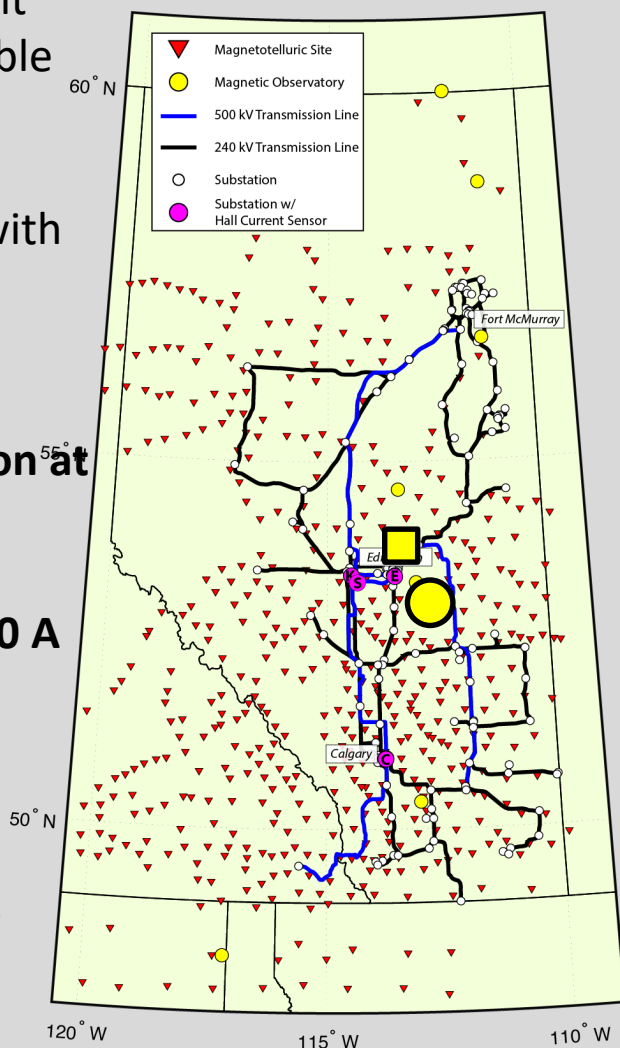 ble
with
on at
0 A
Magnetotelluric Site
Magnetic Observatory
500 kV Transmission Line
240 kV Transmission Line
Substation
Substation w/
Hall Current Sensor
60° N
Fort McMurray
55°
E
S
Calgary
C
50° N
120° W
115° W
110° W